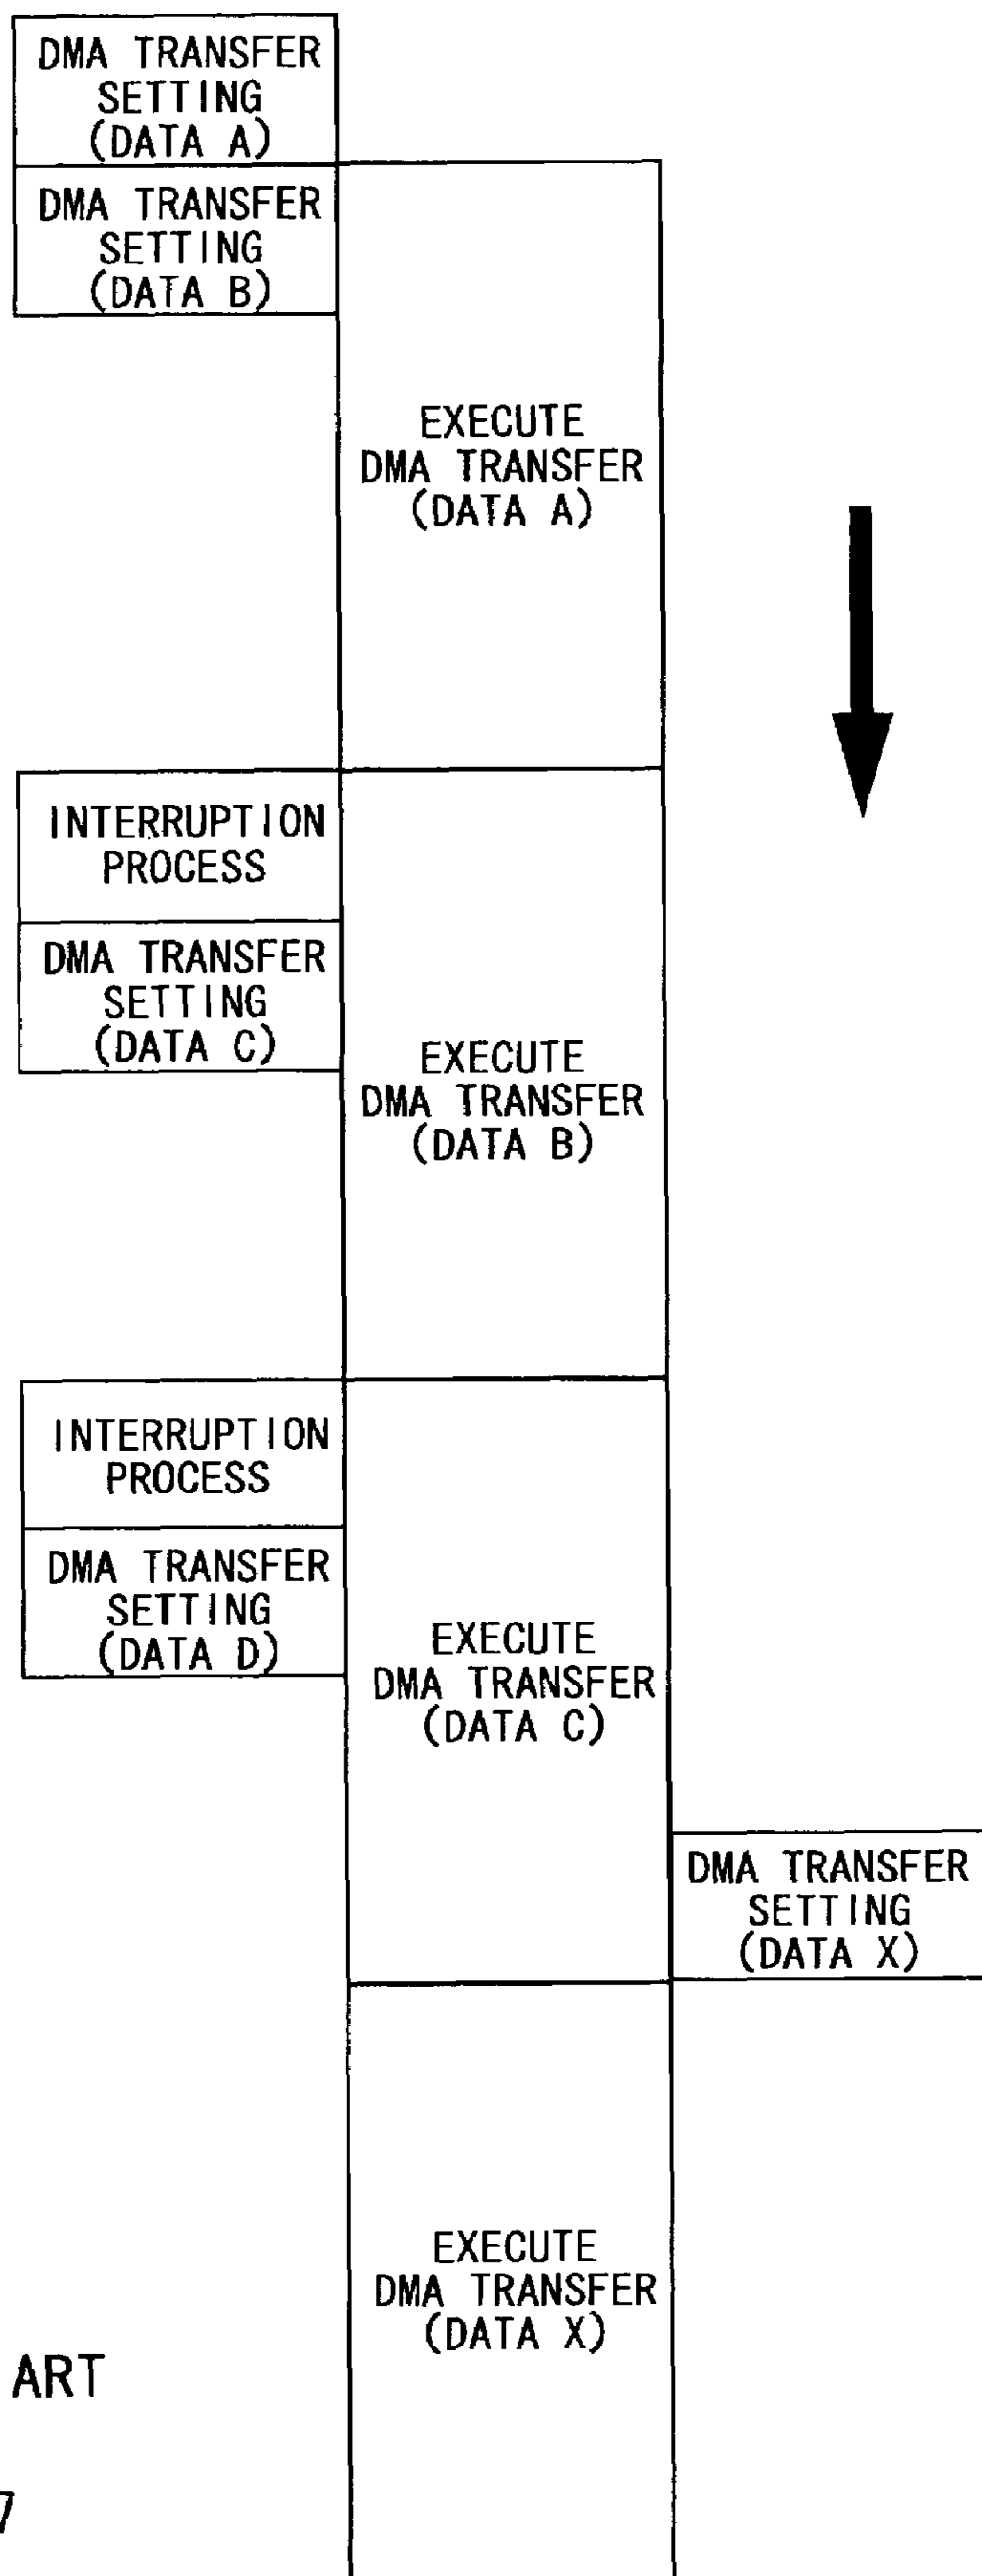 DMA TRANSFER
SETTING
(DATA A)
DMA TRANSFER
SETTING
(DATA B)
EXECUTE
DMA TRANSFER
(DATA A)
INTERRUPTION
PROCESS
DMA TRANSFER
SETTING
(DATA C)
EXECUTE
DMA TRANSFER
(DATA B)
INTERRUPTION
PROCESS
DMA TRANSFER
SETTING
(DATA D)
EXECUTE
DMA TRANSFER
(DATA C)
DMA TRANSFER
SETTING
(DATA X)
EXECUTE
DMA TRANSFER
(DATA X)
ART
7